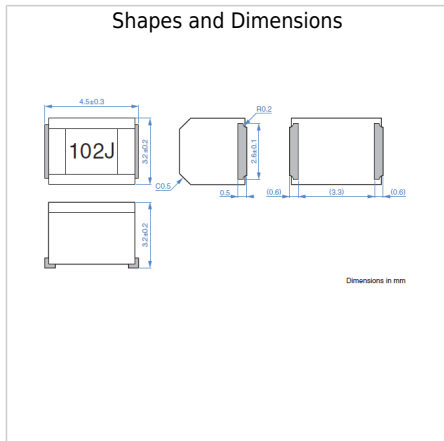 Shapes and Dimensions
4.5±0.3
102J
3.2±0.2
R0.2
2.6±0.1
C0.5
0.5
(0.6)
(3.3)
(0.6)
3.2±0.2
Dimensions in mm